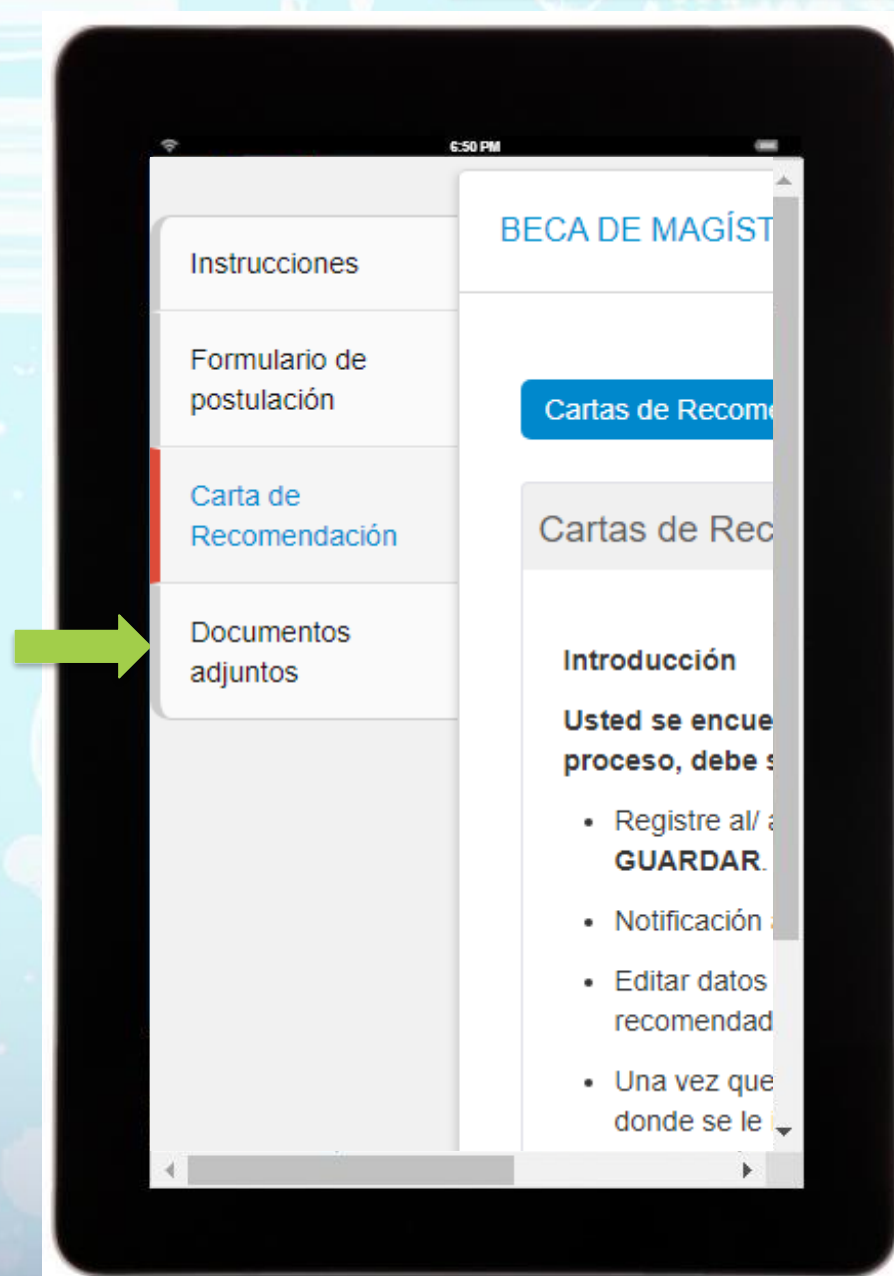 6:50 PM
Instrucciones
Formulario de
postulación
Carta de
Recomendación
Documentos
adjuntos
BECA DE MAGÍST
Cartas de Recom
Cartas de Rec
Introducción
Usted se encue
proceso, debe s
• Registre al/ a
GUARDAR.
• Notificación
• Editar datos
recomendad
• Una vez que
donde se le